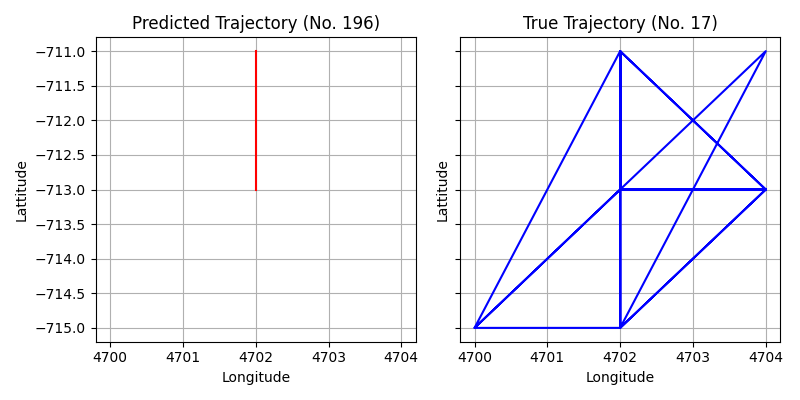 Predicted Trajectory (No. 196)
True Trajectory (No. 17)
Lattitude
−711.0
−711.5
−712.0
−712.5
−713.0
−713.5
−714.0
−714.5
−715.0
4700 4701 4702 4703 4704
Longitude
Lattitude
4700 4701 4702 4703 4704
Longitude